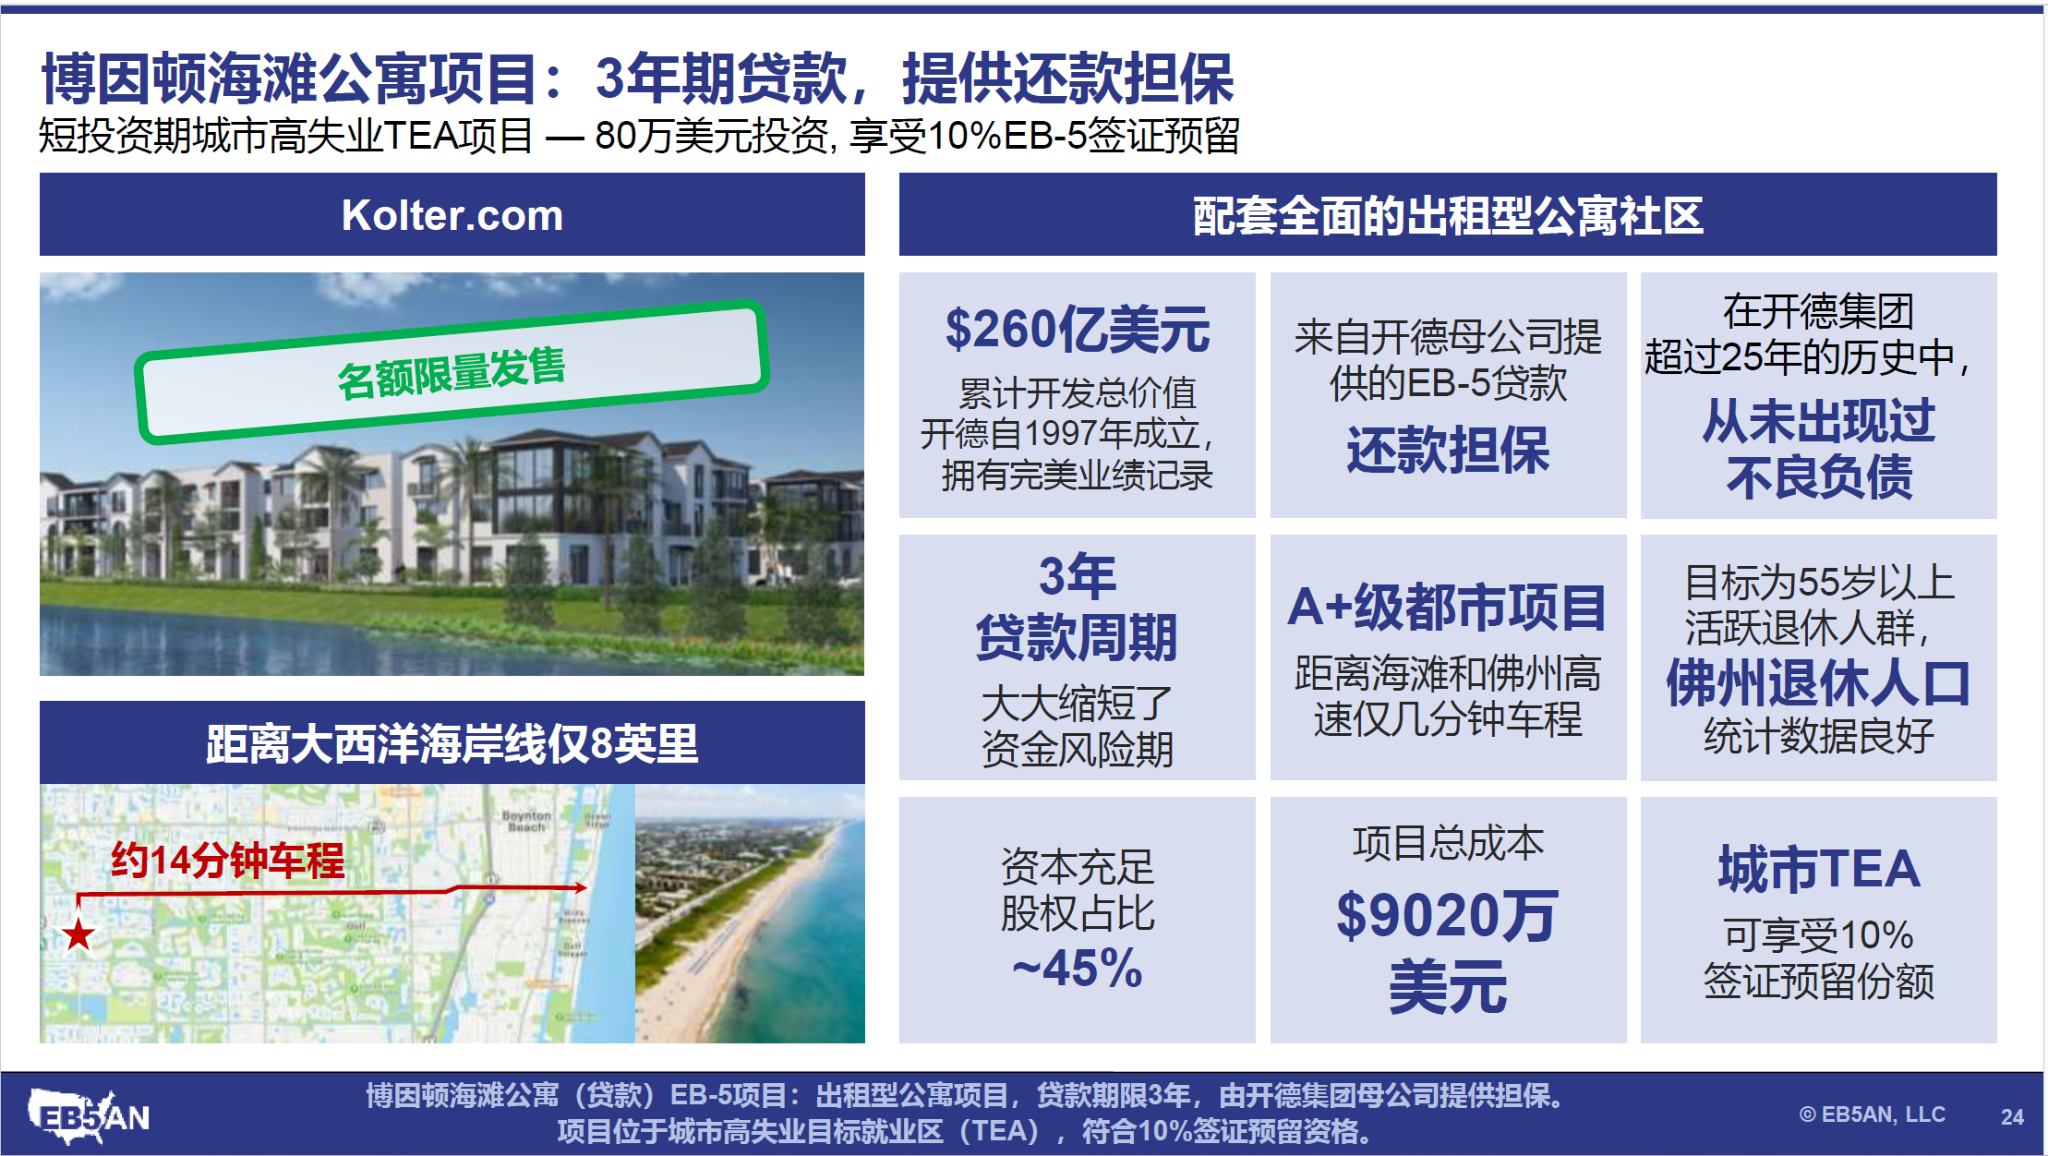 博因顿海滩公寓项目：3年期贷款，提供还款担保
短投资期城市高失业TEA项目 — 80万美元投资, 享受10%EB-5签证预留
Kolter.com
名额限量发售
距离大西洋海岸线仅8英里
约14分钟车程
Boynton
Beach
配套全面的出租型公寓社区
$260亿美元
累计开发总价值
开德自1997年成立，
拥有完美业绩记录
来自开德母公司提
供的EB-5贷款
还款担保
在开德集团
超过25年的历史中，
从未出现过
不良负债
3年
贷款周期
大大缩短了
资金风险期
A+级都市项目
距离海滩和佛州高
速仅几分钟车程
目标为55岁以上
活跃退休人群，
佛州退休人口
统计数据良好
资本充足
股权占比
~45%
项目总成本
$9020万
美元
城市TEA
可享受10%
签证预留份额
EB5AN
博因顿海滩公寓（贷款）EB-5项目：出租型公寓项目，贷款期限3年，由开德集团母公司提供担保。
项目位于城市高失业目标就业区（TEA），符合10%签证预留资格。
© EB5AN, LLC
24